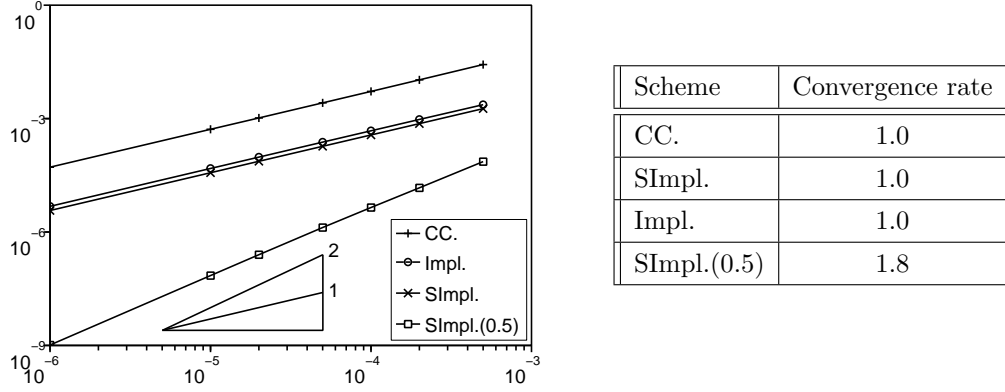 10^0
10^-3
10^-6
10^-9
10^-6
10^-5
10^-4
10^-3
2
1
CC.
Impl.
SImpl.
SImpl.(0.5)
Scheme Convergence rate
CC. 1.0
SImpl. 1.0
Impl. 1.0
SImpl.(0.5) 1.8